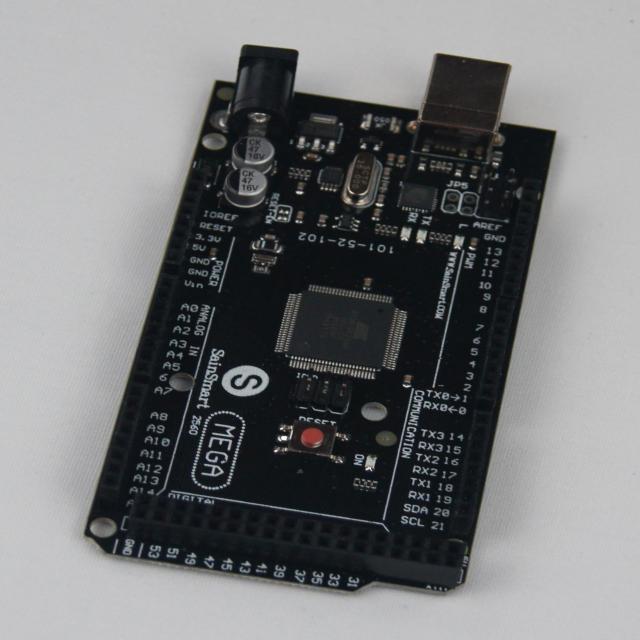 CK
47
16V
CK
47
16V
JP5
RX
TX
L
101-52-102
IOREF
RESET
3.3V
5V
GND
GND
Vin
POWER
AREF
GND
13
12
11
10
9
8
7
6
5
4
3
2
TX0→1
RX0←0
PWM
www.SainSmart.COM
A0
A1
A2
A3
A4
A5
6
A7
ANALOG IN
A8
A9
A10
A11
A12
A13
A14
SainSmart
S
MEGA
2560
RESET
ON
COMMUNICATION
TX3 14
RX3 15
TX2 16
RX2 17
TX1 18
RX1 19
SDA 20
SCL 21
DIGITAL
GND
53
51
49
47
45
43
41
39
37
35
33
31